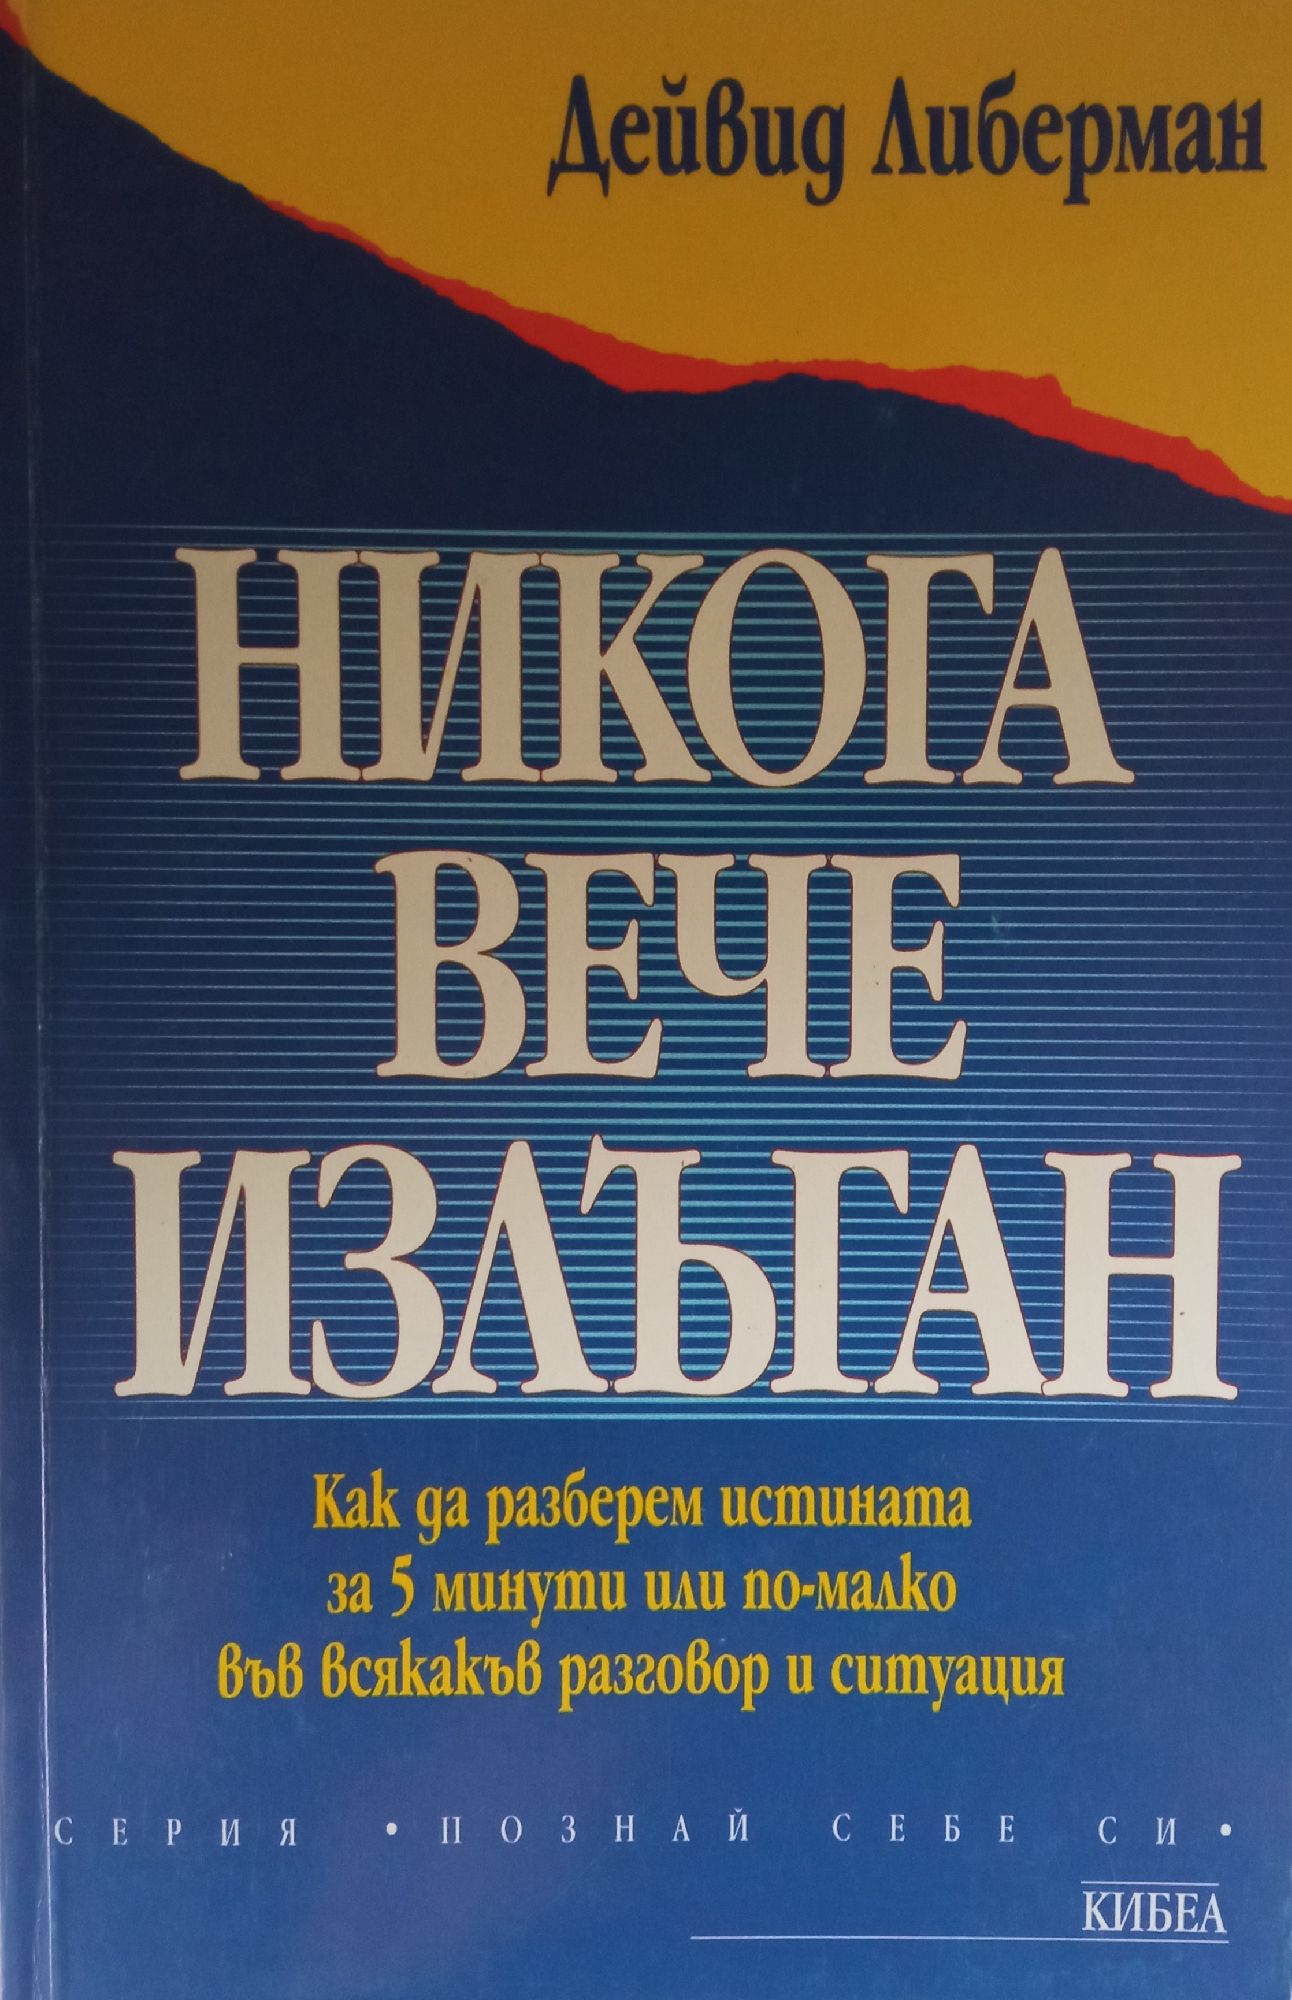 Дейвид Либерман
НИКОГА
ВЕЧЕ
ИЗЛЪГАН
Как да разберем истината
за 5 минути или по-малко
във всякакъв разговор и ситуация
СЕРИЯ • ПОЗНАЙ СЕБЕ СИ •
КИБЕА